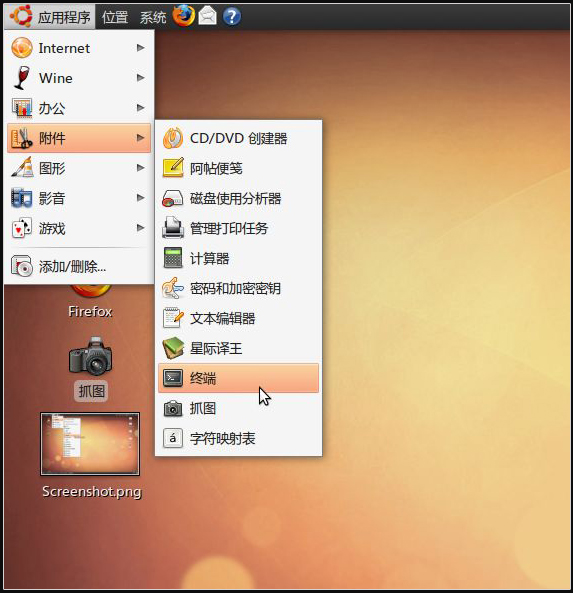 应用程序 位置 系统
Internet
Wine
办公
附件
图形
影音
游戏
添加/删除...
CD/DVD 创建器
阿帖便笺
磁盘使用分析器
管理打印任务
计算器
密码和加密密钥
文本编辑器
星际译王
终端
抓图
字符映射表
Firefox
抓图
Screenshot.png